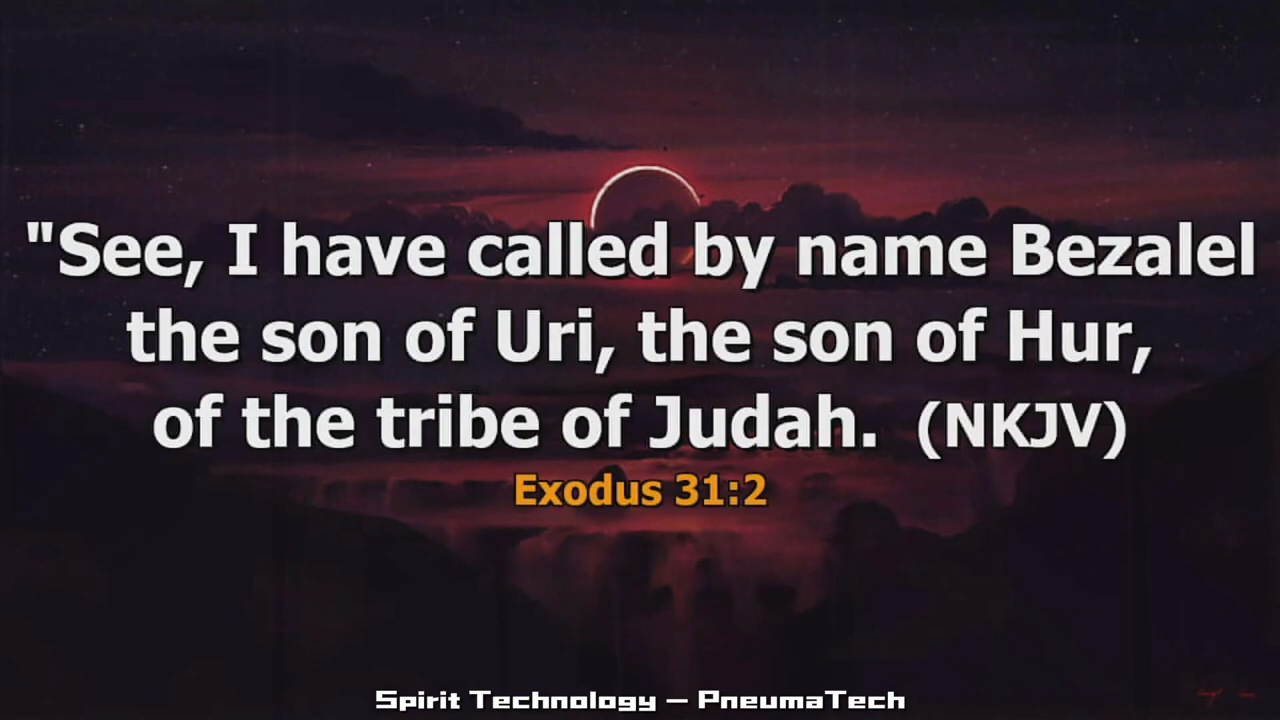 "See, I have called by name Bezalel
the son of Uri, the son of Hur,
of the tribe of Judah.  (NKJV)
Exodus 31:2
Spirit Technology — PneumaTech